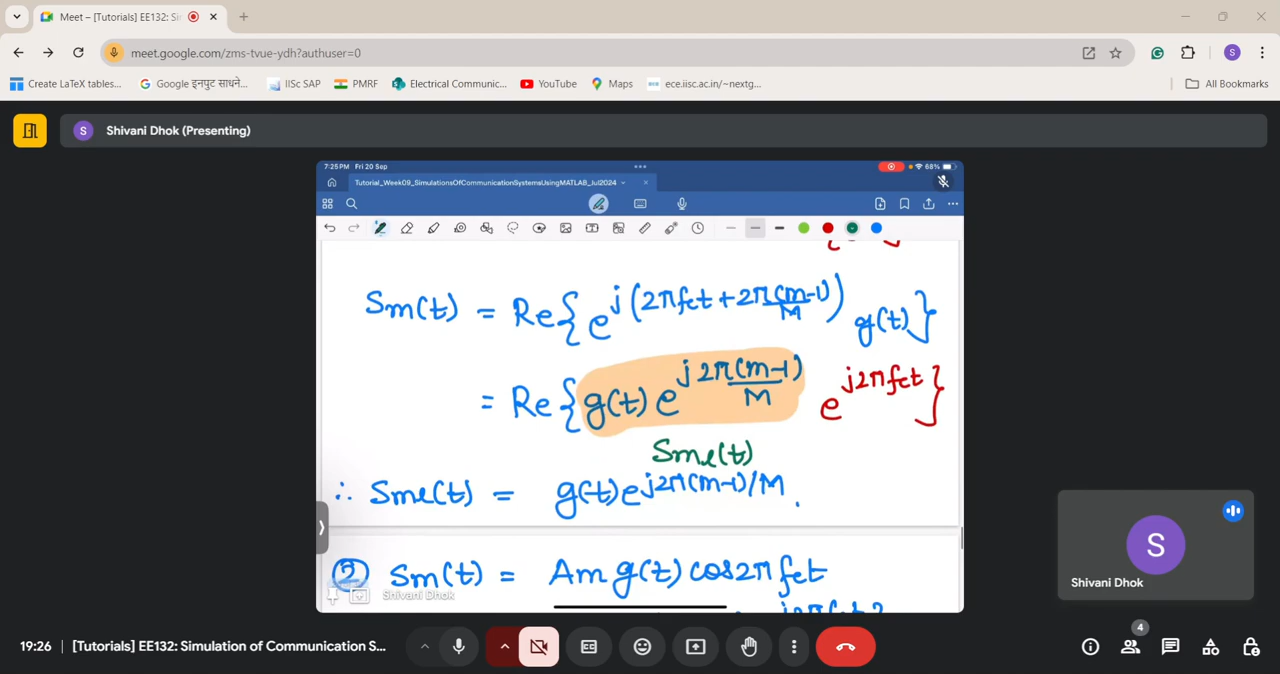 Meet – [Tutorials] EE132: Si
meet.google.com/zms-tvue-ydh?authuser=0
Create LaTeX tables...
Google इनपुट साधने...
IISc SAP
PMRF
Electrical Communic...
YouTube
Maps
ece.iisc.ac.in/~nextg...
All Bookmarks
S Shivani Dhok (Presenting)
7:25 PM Fri 20 Sep
68%
Tutorial_Week09_SimulationsOfCommunicationSystemsUsingMATLAB_Jul2024
Sm(t) = Re{ e^j(2πfct + 2π(m-1)/M) g(t) }
= Re{ g(t) e^j2π(m-1)/M e^j2πfct }
Sml(t)
∴ Sml(t) = g(t) e^j2π(m-1)/M .
② Sm(t) = Am g(t) cos2πfct
Shivani Dhok
S
Shivani Dhok
19:26 | [Tutorials] EE132: Simulation of Communication S...
4